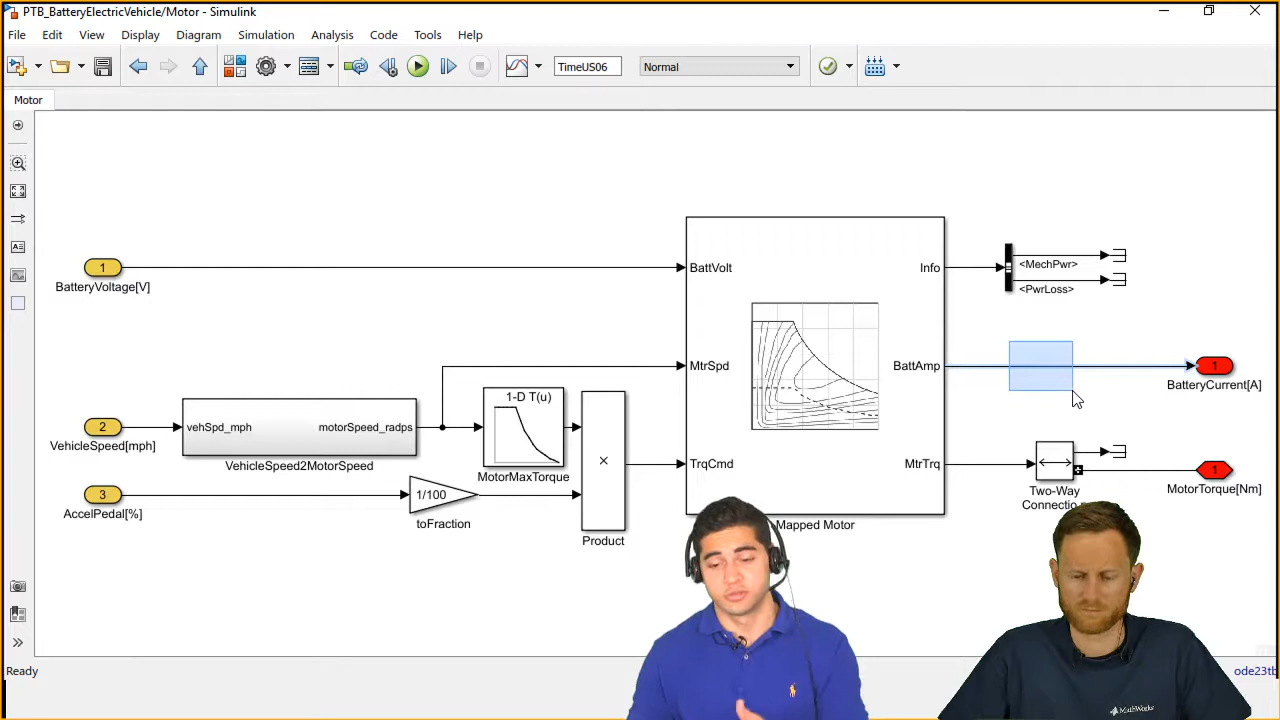 PTB_BatteryElectricVehicle/Motor - Simulink
File Edit View Display Diagram Simulation Analysis Code Tools Help
TimeUS06 Normal
Motor
1
BatteryVoltage[V]
BattVolt
Info
<MechPwr>
<PwrLoss>
MtrSpd
BattAmp
1
BatteryCurrent[A]
2
VehicleSpeed[mph]
vehSpd_mph motorSpeed_radps
VehicleSpeed2MotorSpeed
1-D T(u)
MotorMaxTorque
×
Product
TrqCmd
MtrTrq
Two-Way
1
MotorTorque[Nm]
3
AccelPedal[%]
1/100
toFraction
Mapped Motor
MathWorks
Ready
ode23tb